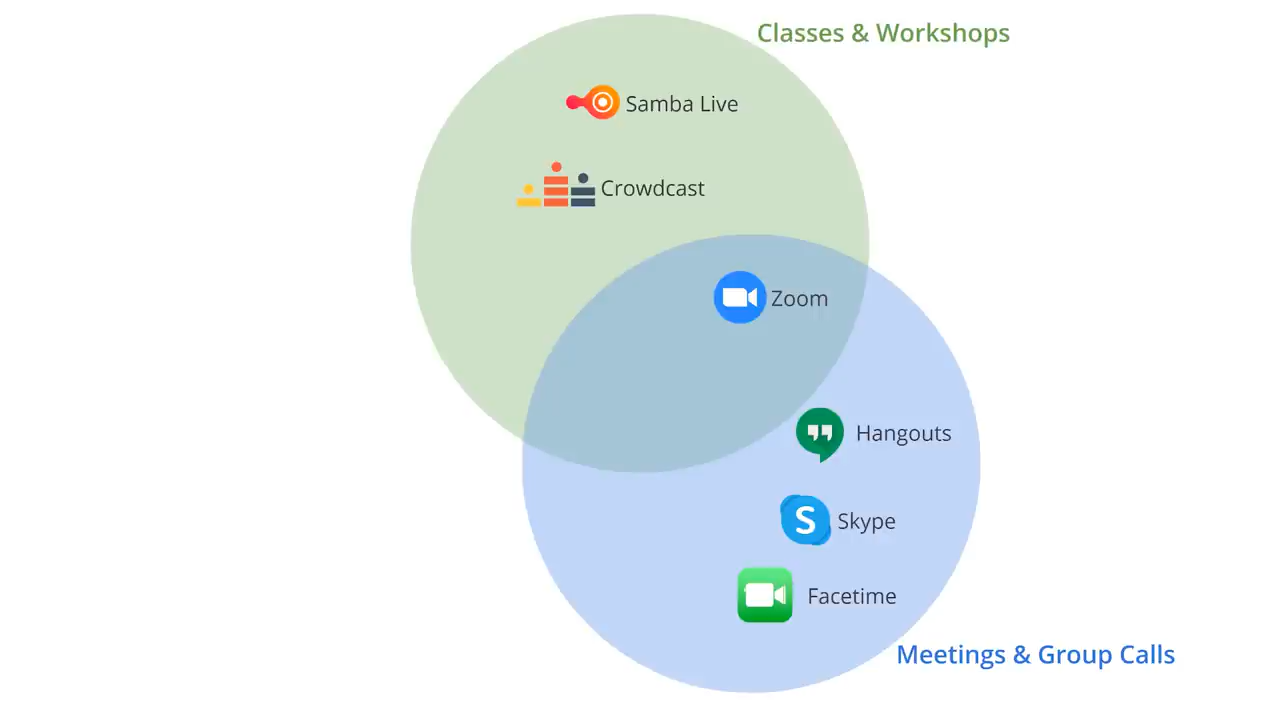 Classes & Workshops
Samba Live
Crowdcast
Zoom
Hangouts
S Skype
Facetime
Meetings & Group Calls